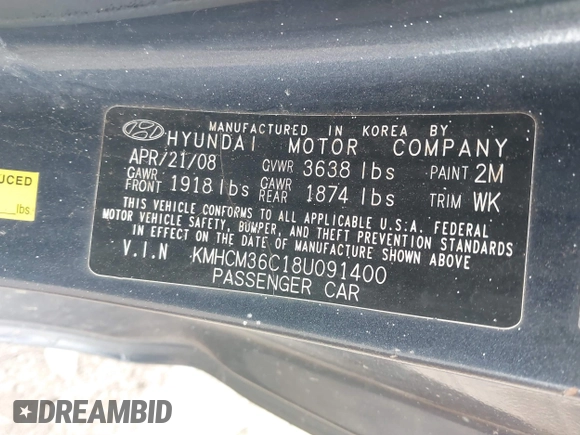 MANUFACTURED IN KOREA BY
HYUNDAI MOTOR COMPANY
APR/21/08 GVWR 3638 lbs PAINT 2M
GAWR FRONT 1918 lbs GAWR REAR 1874 lbs TRIM WK
THIS VEHICLE CONFORMS TO ALL APPLICABLE U.S.A. FEDERAL
MOTOR VEHICLE SAFETY, BUMPER, AND THEFT PREVENTION STANDARDS
IN EFFECT ON THE DATE OF MANUFACTURE SHOWN ABOVE.
V.I.N KMHCM36C18U091400
PASSENGER CAR
UCED
lbs
DREAMBID